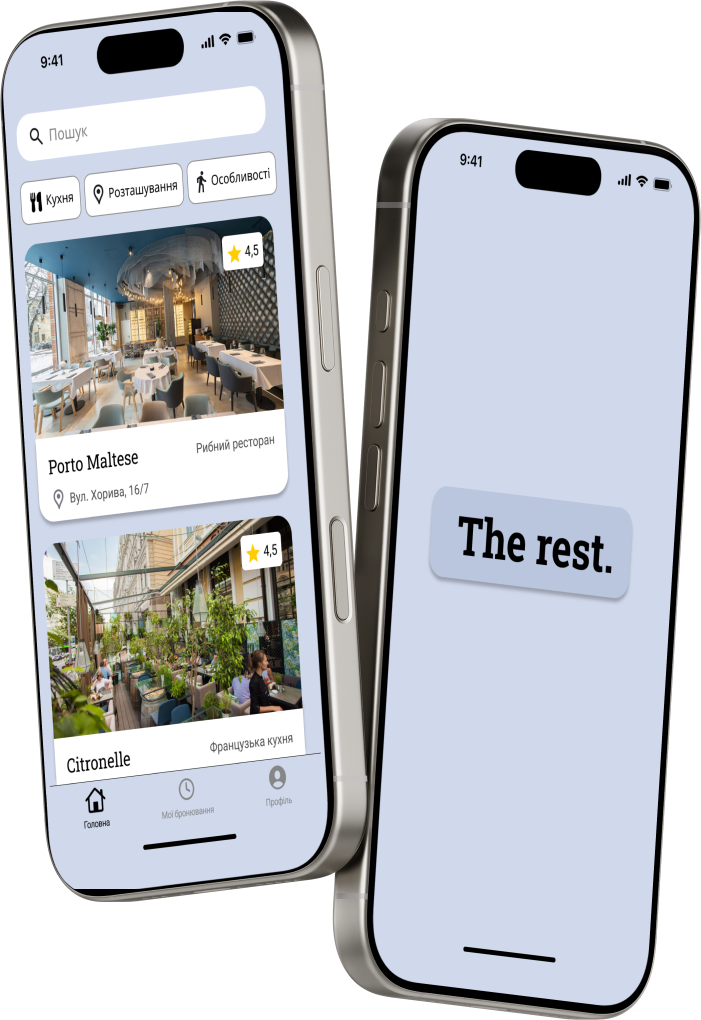 9:41
Пошук
Кухня
Розташування
Особливості
4,5
Porto Maltese
Рибний ресторан
Вул. Хорива, 16/7
4,5
Citronelle
Французька кухня
Головна
Мої бронювання
Профіль
9:41
The rest.